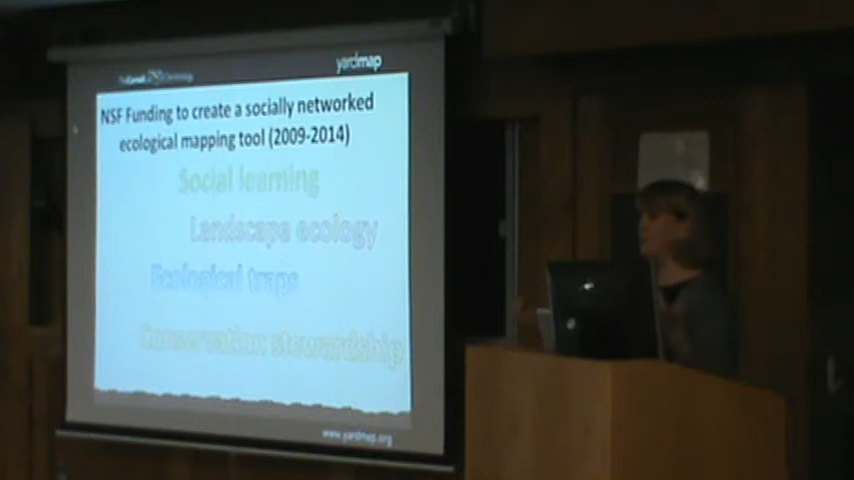 yardmap
NSF Funding to create a socially networked
ecological mapping tool (2009-2014)
Social learning
Landscape ecology
Ecological traps
Conservation stewardship
www.yardmap.org